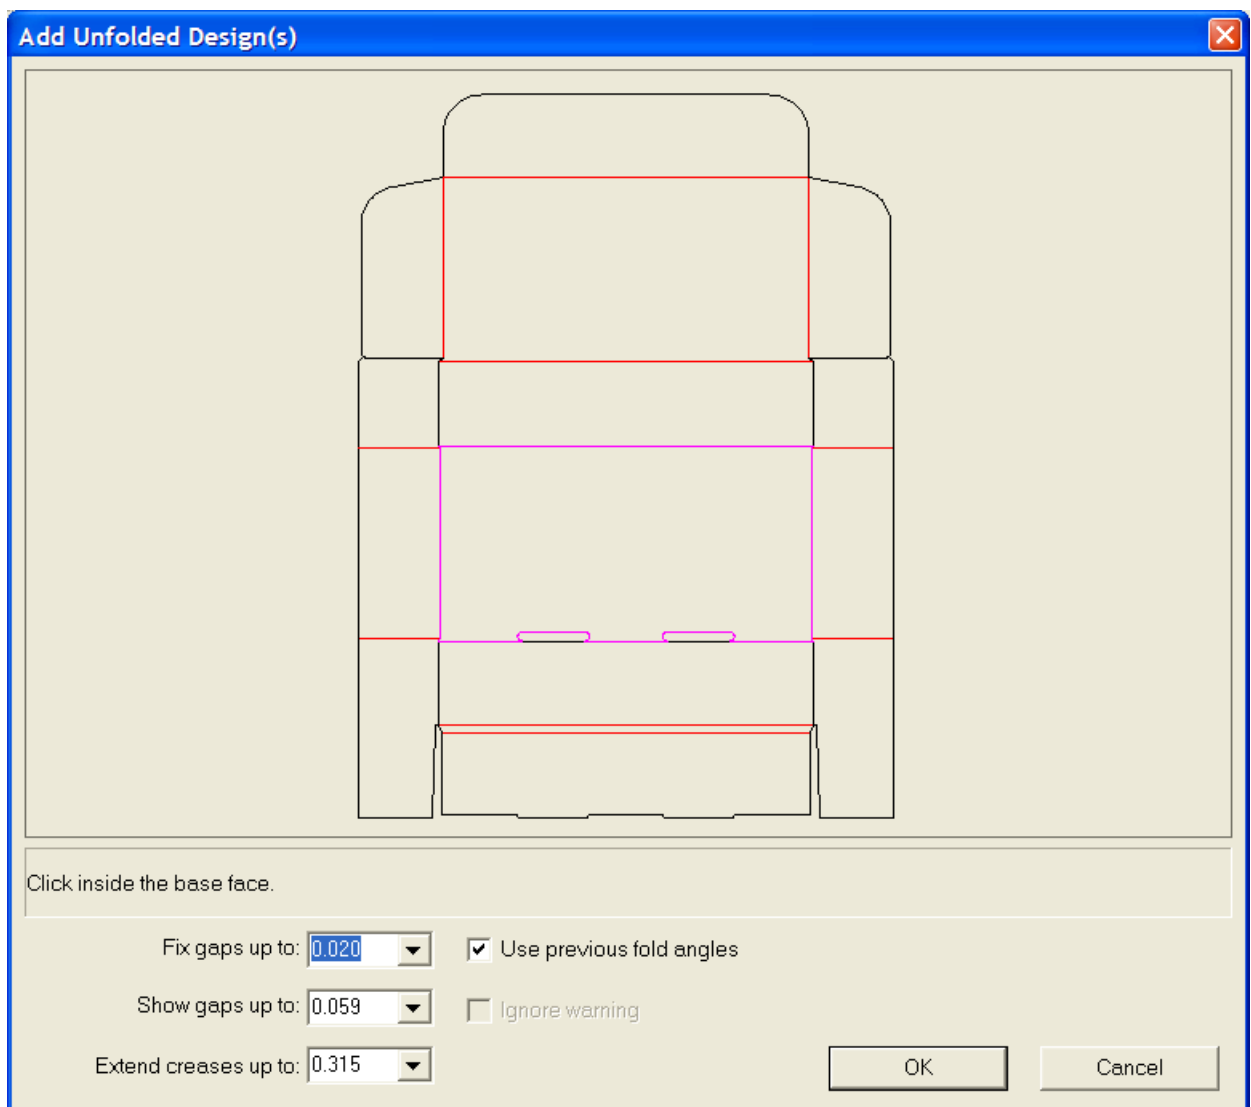 Add Unfolded Design(s)
Click inside the base face.
Fix gaps up to: 0.020 Use previous fold angles
Show gaps up to: 0.059 Ignore warning
Extend creases up to: 0.315 OK Cancel